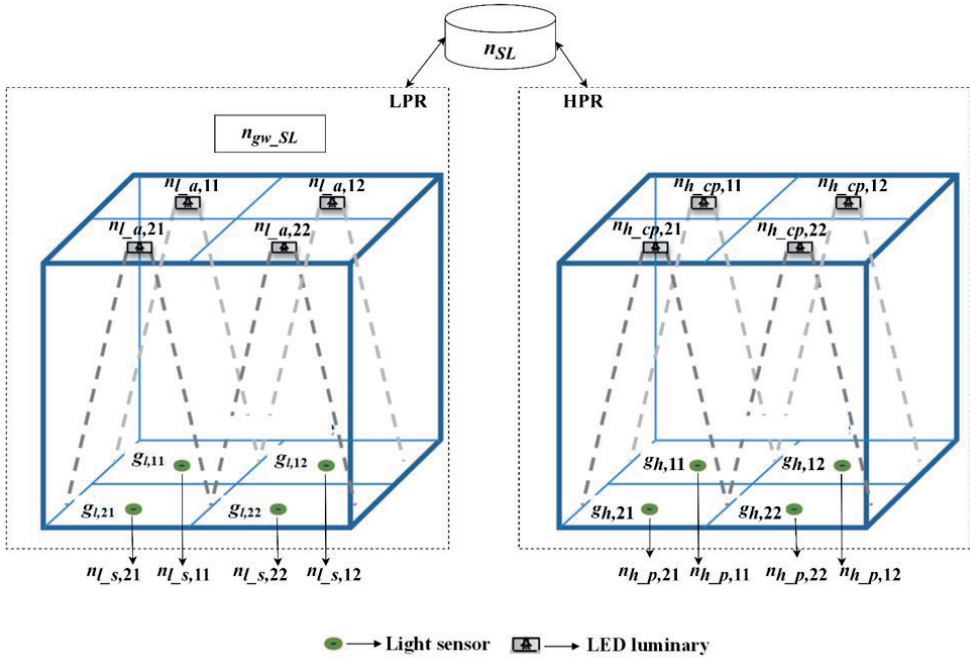 n_SL
LPR HPR
n_gw_SL
n_l_a,11 n_l_a,12 n_h_cp,11 n_h_cp,12
n_l_a,21 n_l_a,22 n_h_cp,21 n_h_cp,22
g_l,11 g_l,12 g_h,11 g_h,12
g_l,21 g_l,22 g_h,21 g_h,22
n_l_s,21 n_l_s,11 n_l_s,22 n_l_s,12 n_h_p,21 n_h_p,11 n_h_p,22 n_h_p,12
Light sensor LED luminary